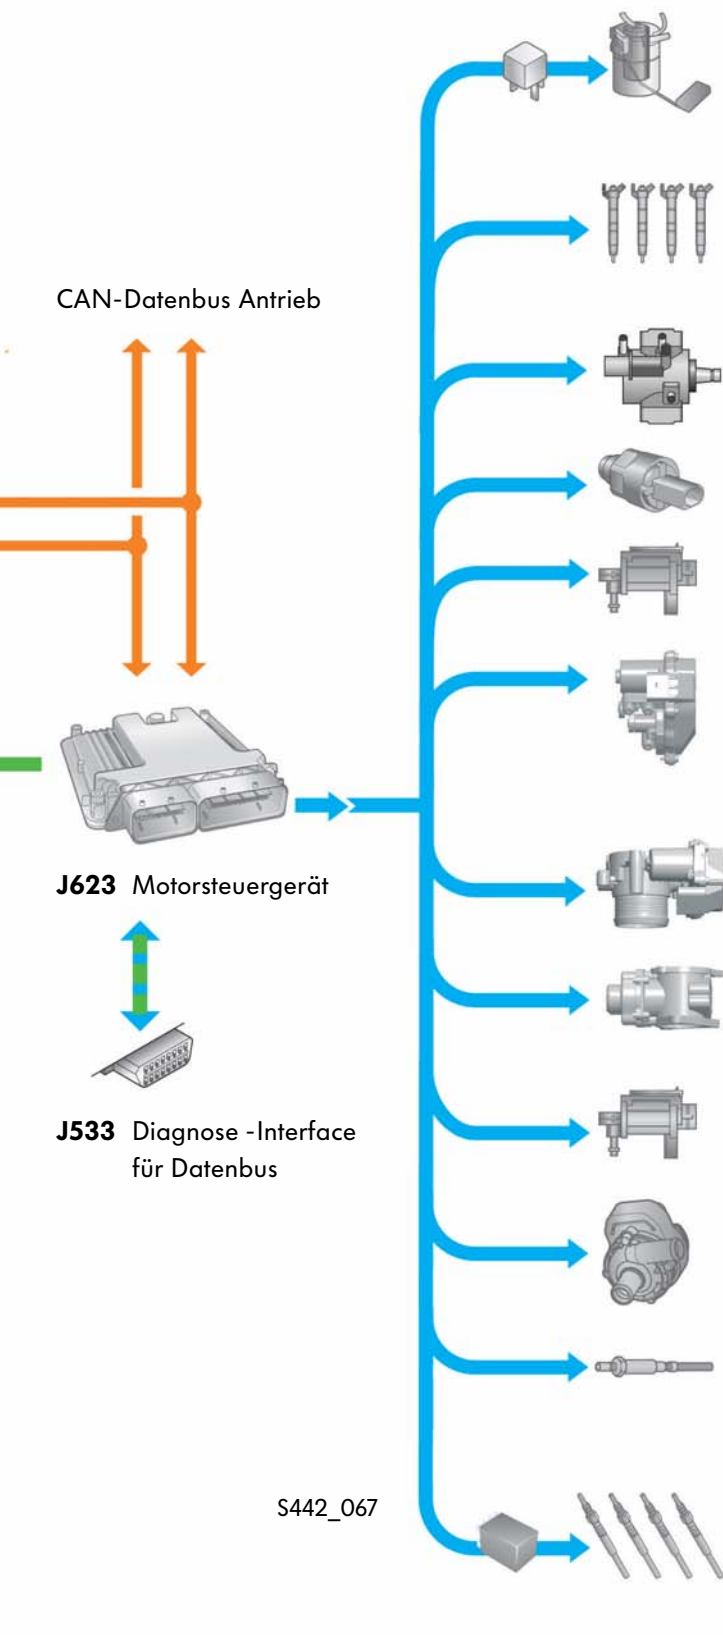 CAN-Datenbus Antrieb
J623 Motorsteuergerät
J533 Diagnose -Interface
für Datenbus
S442_067